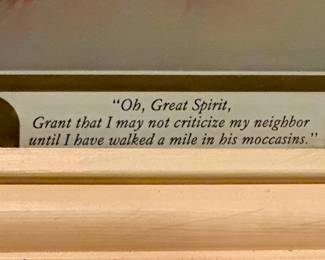 “Oh, Great Spirit,
Grant that I may not criticize my neighbor
until I have walked a mile in his moccasins.”